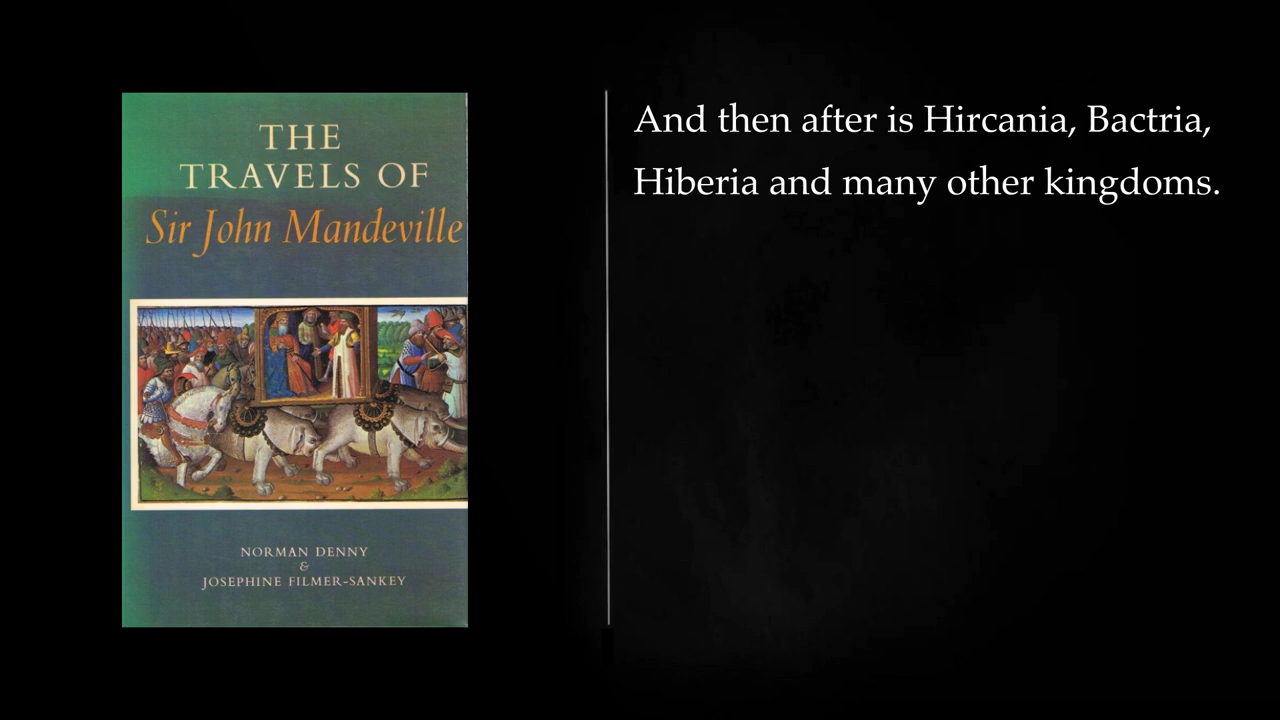 THE
TRAVELS OF
Sir John Mandeville
NORMAN DENNY
&
JOSEPHINE FILMER-SANKEY
And then after is Hircania, Bactria,
Hiberia and many other kingdoms.